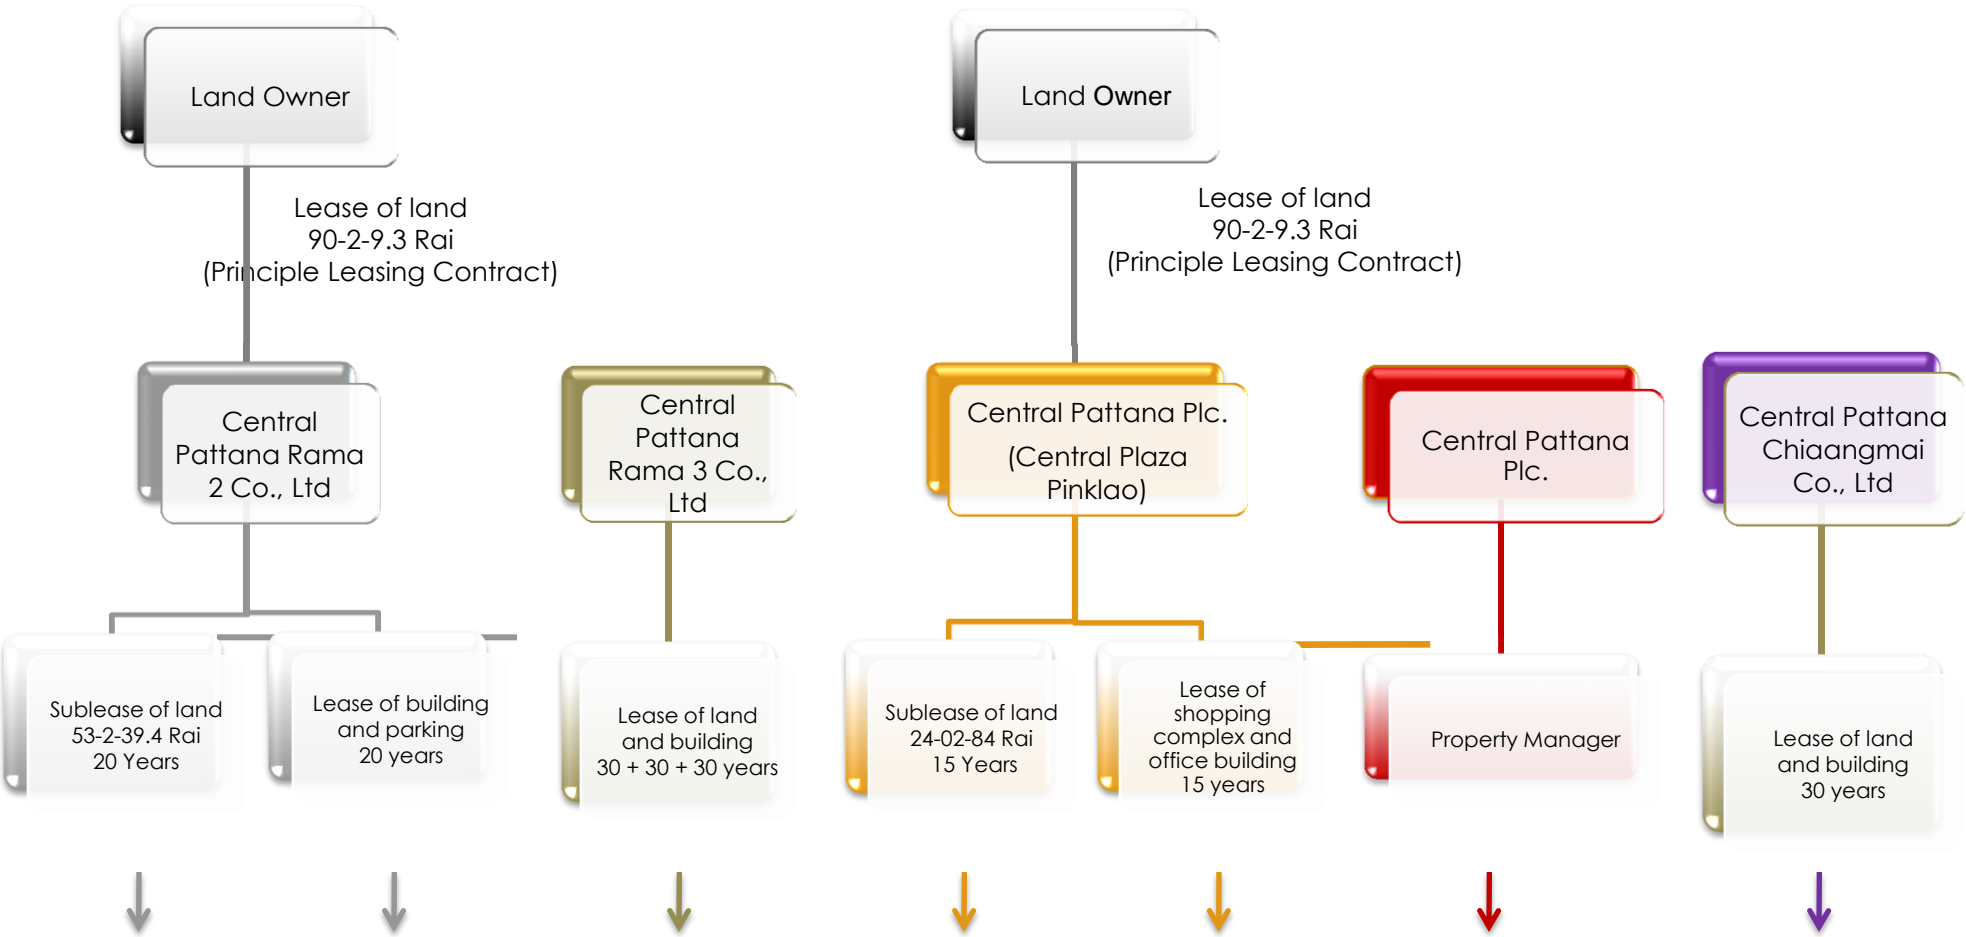 Land Owner
Land Owner
Lease of land
90-2-9.3 Rai
(Principle Leasing Contract)
Lease of land
90-2-9.3 Rai
(Principle Leasing Contract)
Central
Pattana Rama
2 Co., Ltd
Central
Pattana
Rama 3 Co.,
Ltd
Central Pattana Plc.
(Central Plaza
Pinklao)
Central Pattana
Plc.
Central Pattana
Chiaangmai
Co., Ltd
Sublease of land
53-2-39.4 Rai
20 Years
Lease of building
and parking
20 years
Lease of land
and building
30 + 30 + 30 years
Sublease of land
24-02-84 Rai
15 Years
Lease of
shopping
complex and
office building
15 years
Property Manager
Lease of land
and building
30 years